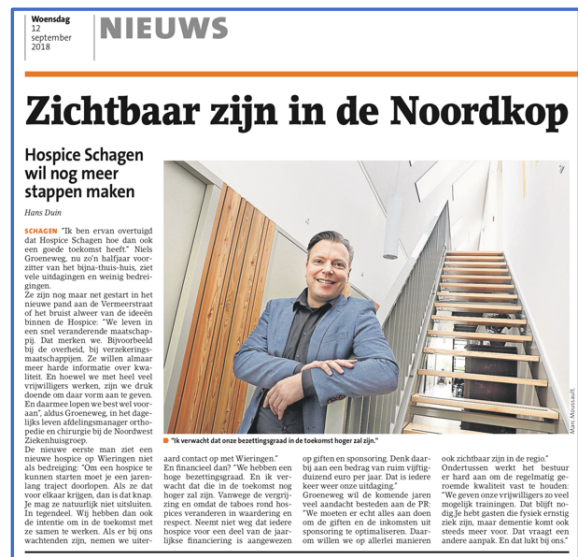 Woensdag
12
september
2018
NIEUWS
Zichtbaar zijn in de Noordkop
Hospice Schagen
wil nog meer
stappen maken
Hans Duin
SCHAGEN "Ik ben ervan overtuigd
dat Hospice Schagen hoe dan ook
een goede toekomst heeft." Niels
Groeneweg, nu zo'n halfjaar voor-
zitter van het bijna-thuis-huis, ziet
vele uitdagingen en weinig bedrei-
gingen.
Ze zijn nog maar net gestart in het
nieuwe pand aan de Vermeerstraat
of het bruist alweer van de ideeën
binnen de Hospice: "We leven in
een snel veranderende maatschap-
pij. Dat merken we. Bijvoorbeeld
bij de overheid, bij verzekerings-
maatschappijen. Ze willen almaar
meer harde informatie over kwa-
liteit. En hoewel we met heel veel
vrijwilligers werken, zijn we druk
doende om daar vorm aan te geven.
En daarmee lopen we best wel voor-
aan", aldus Groeneweg, in het dage-
lijks leven afdelingsmanager ortho-
pedie en chirurgie bij de Noordwest
Ziekenhuisgroep.
De nieuwe eerste man ziet een
nieuwe hospice op Wieringen niet
als bedreiging: "Om een hospice te
kunnen starten moet je een jaren-
lang traject doorlopen. Als ze dat
voor elkaar krijgen, dan is dat knap.
Je mag ze natuurlijk niet uitsluiten.
In tegendeel. Wij hebben dan ook
de intentie om in de toekomst met
ze samen te werken. Als er bij ons
wachtenden zijn, nemen we uiter-
Marc Moussault.
"Ik verwacht dat onze bezettingsgraad in de toekomst hoger zal zijn."
aard contact op met Wieringen."
En financieel dan? "We hebben een
hoge bezettingsgraad. En ik ver-
wacht dat die in de toekomst nog
hoger zal zijn. Vanwege de vergrij-
zing en omdat de taboes rond hos-
pices veranderen in waardering en
respect. Neemt niet weg dat iedere
hospice voor een deel van de jaar-
lijkse financiering is aangewezen
op giften en sponsoring. Denk daar-
bij aan een bedrag van ruim vijftig-
duizend euro per jaar. Dat is iedere
keer weer onze uitdaging."
Groeneweg wil de komende jaren
veel aandacht besteden aan de PR:
"We moeten er echt alles aan doen
om de giften en de inkomsten uit
sponsoring te optimaliseren. Daar-
om willen we op allerlei manieren
ook zichtbaar zijn in de regio."
Ondertussen werkt het bestuur
er hard aan om de regelmatig ge-
roemde kwaliteit vast te houden:
"We geven onze vrijwilligers zo veel
mogelijk trainingen. Dat blijft no-
dig.Je hebt gasten die fysiek ernstig
ziek zijn, maar dementie komt ook
steeds meer voor. Dat vraagt een
andere aanpak. En dat lukt bij ons."